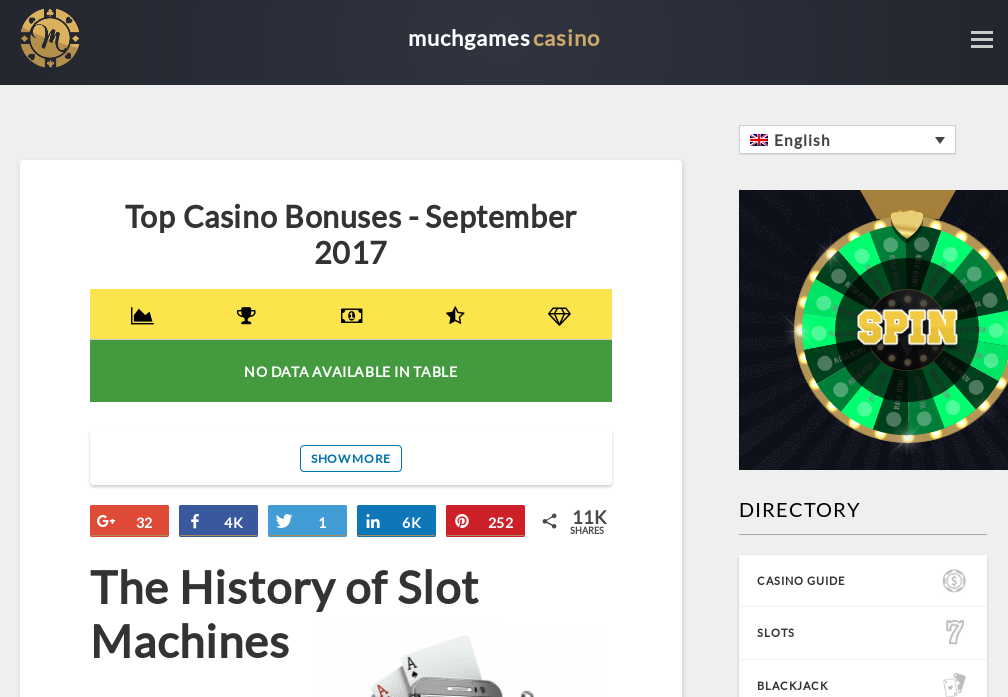 muchgames casino
English
Top Casino Bonuses - September
2017
NO DATA AVAILABLE IN TABLE
SHOWMORE
32
4K
1
6K
252
11K
SHARES
The History of Slot
Machines
SPIN
DIRECTORY
CASINO GUIDE
SLOTS
BLACKJACK